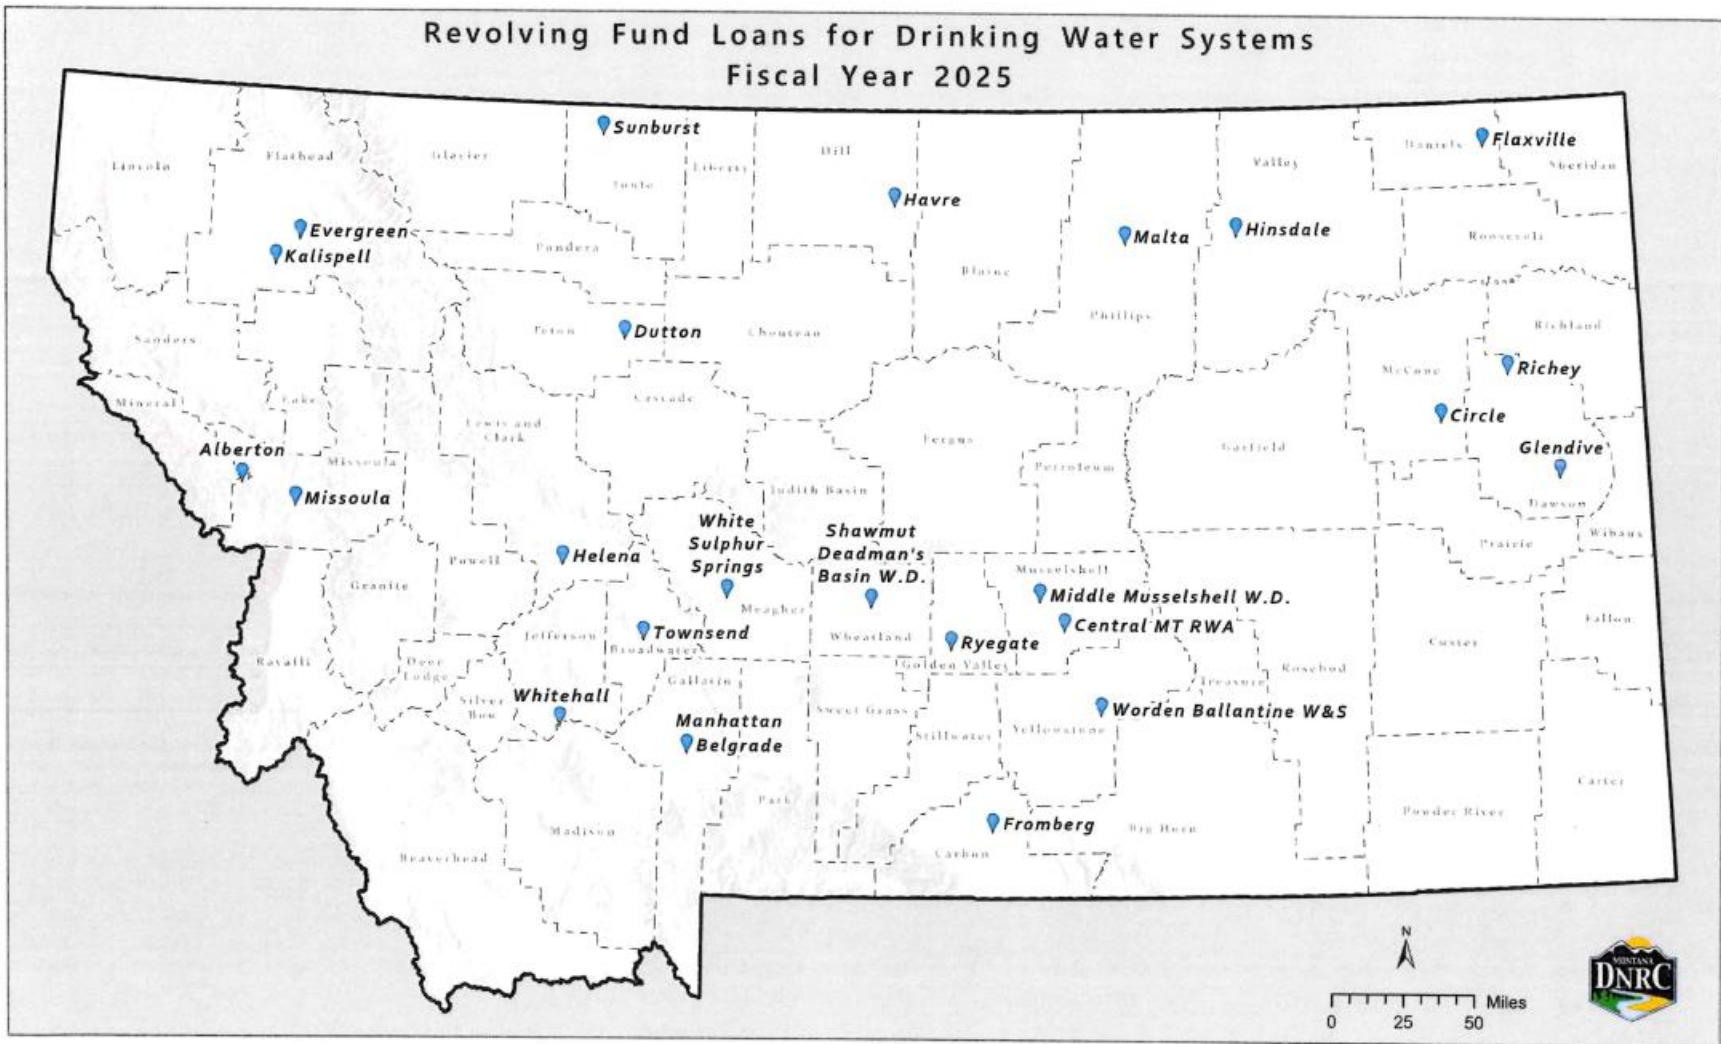 Revolving Fund Loans for Drinking Water Systems
Fiscal Year 2025
Sunburst
Flaxville
Lincoln
Flathead
Glacier
Toole
Liberty
Hill
Valley
Daniels
Sheridan
Havre
Evergreen
Kalispell
Pondera
Blaine
Malta
Hinsdale
Roosevelt
Sanders
Teton
Dutton
Chouteau
Phillips
Richland
McCone
Richey
Mineral
Lake
Cascade
Lewis and
Clark
Fergus
Circle
Garfield
Glendive
Alberton
Missoula
Missoula
Petroleum
Judith Basin
Dawson
White
Sulphur
Springs
Shawmut
Deadman's
Basin W.D.
Prairie
Wibaux
Helena
Powell
Granite
Musselshell
Middle Musselshell W.D.
Central MT RWA
Meagher
Wheatland
Fallon
Townsend
Jefferson
Broadwater
Ryegate
Golden Valley
Custer
Ravalli
Deer
Lodge
Rosebud
Treasure
Gallatin
Silver
Bow
Whitehall
Sweet Grass
Worden Ballantine W&S
Manhattan
Belgrade
Stillwater
Yellowstone
Park
Carter
Powder River
Madison
Fromberg
Big Horn
Beaverhead
Carbon
N
Miles
0 25 50
MONTANA
DNRC